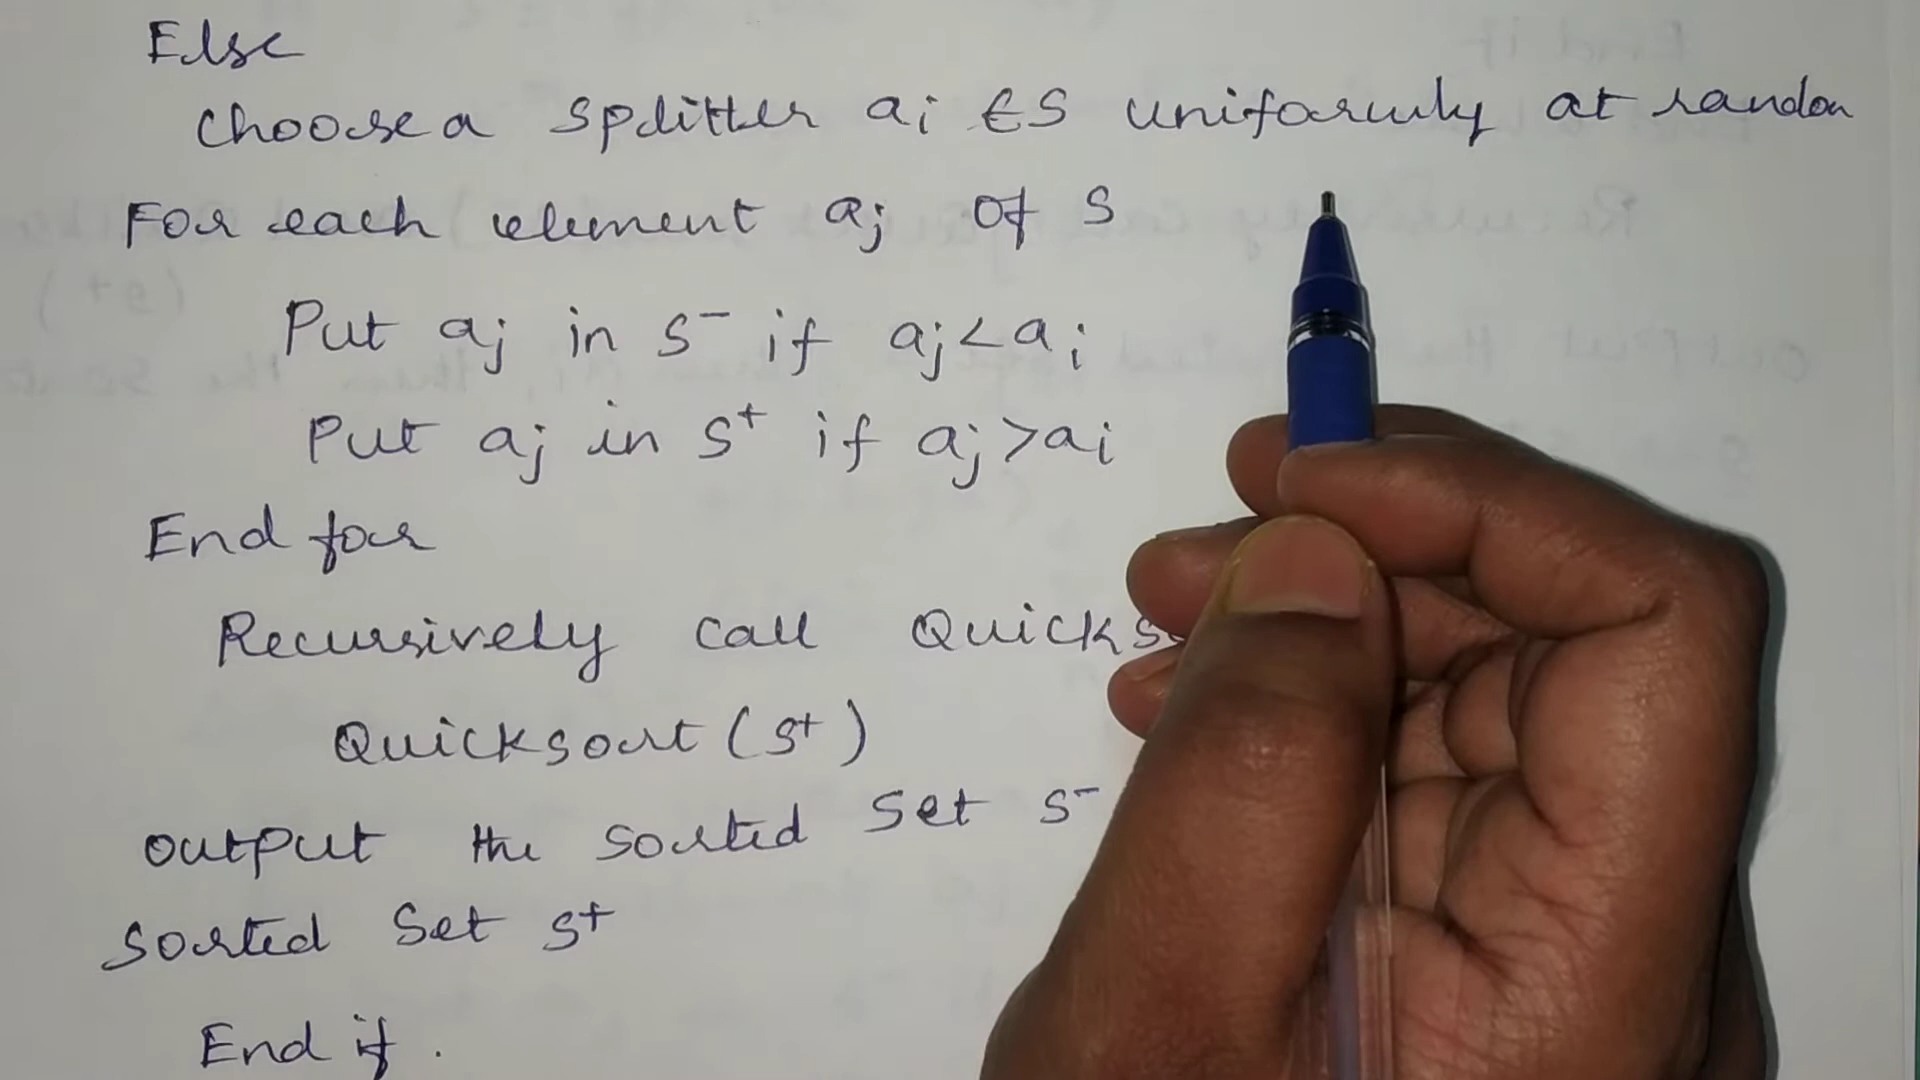 Else
Choose a Splitter ai ∈ S uniformly at random
For each element aj of S
Put aj in S⁻ if aj < ai
Put aj in S⁺ if aj > ai
End for
Recursively call
Quicksort (S⁺)
output the sorted set S⁻
sorted set S⁺
End if.